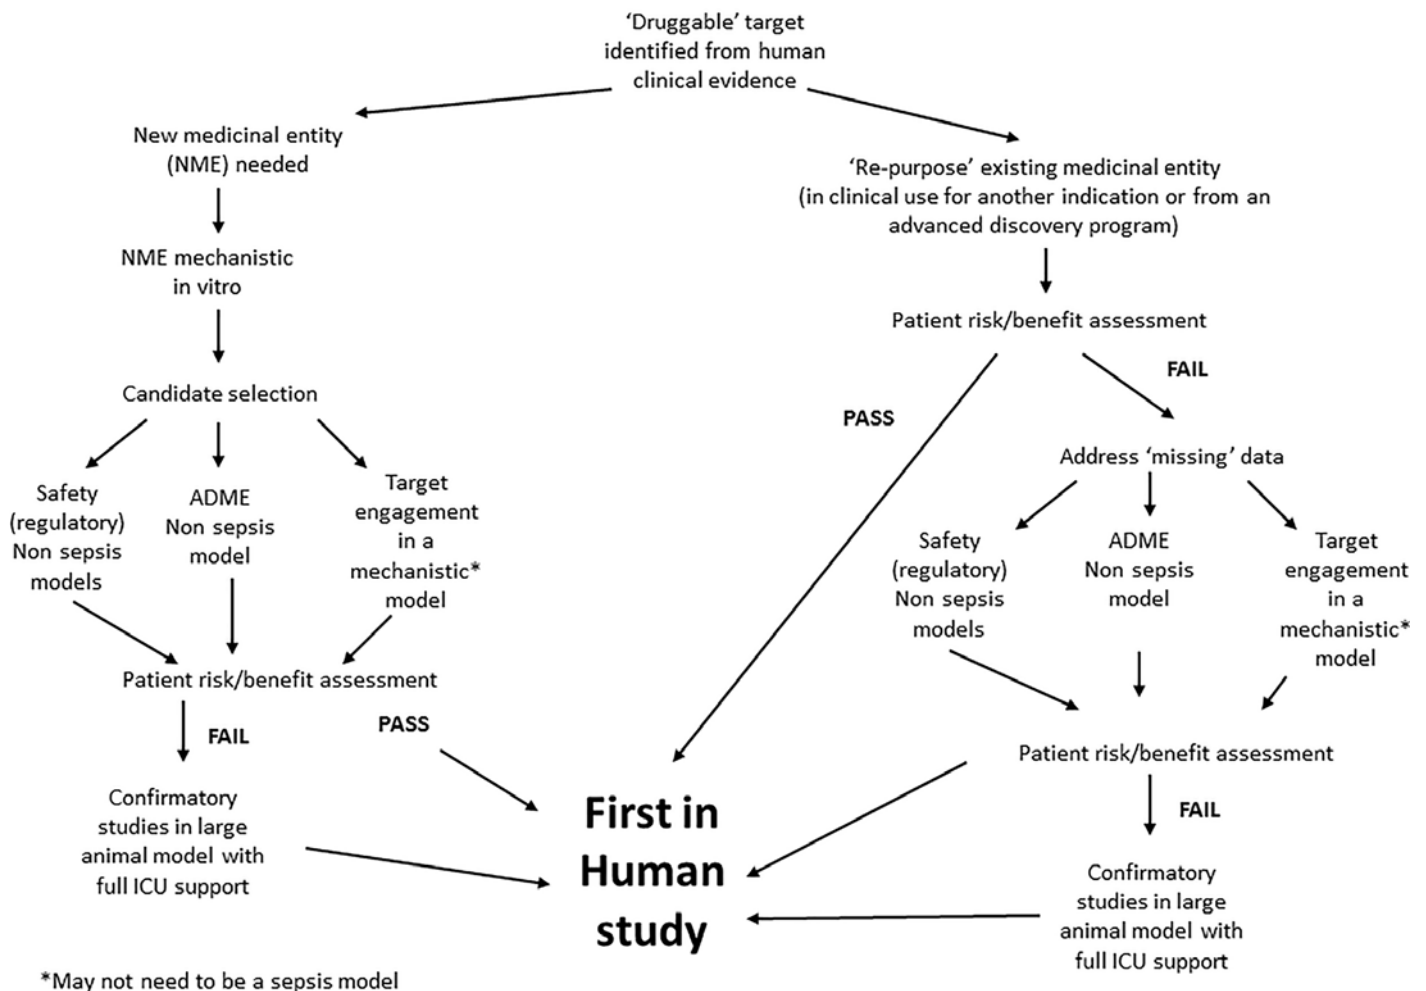 ‘Druggable’ target
identified from human
clinical evidence
New medicinal entity
(NME) needed
NME mechanistic
in vitro
Candidate selection
Safety
(regulatory)
Non sepsis
models
ADME
Non sepsis
model
Target
engagement
in a
mechanistic*
model
Patient risk/benefit assessment
FAIL
PASS
Confirmatory
studies in large
animal model with
full ICU support
‘Re-purpose’ existing medicinal entity
(in clinical use for another indication or from an
advanced discovery program)
Patient risk/benefit assessment
PASS
FAIL
Address ‘missing’ data
Safety
(regulatory)
Non sepsis
models
ADME
Non sepsis
model
Target
engagement
in a
mechanistic*
model
Patient risk/benefit assessment
FAIL
Confirmatory
studies in large
animal model with
full ICU support
First in
Human
study
*May not need to be a sepsis model